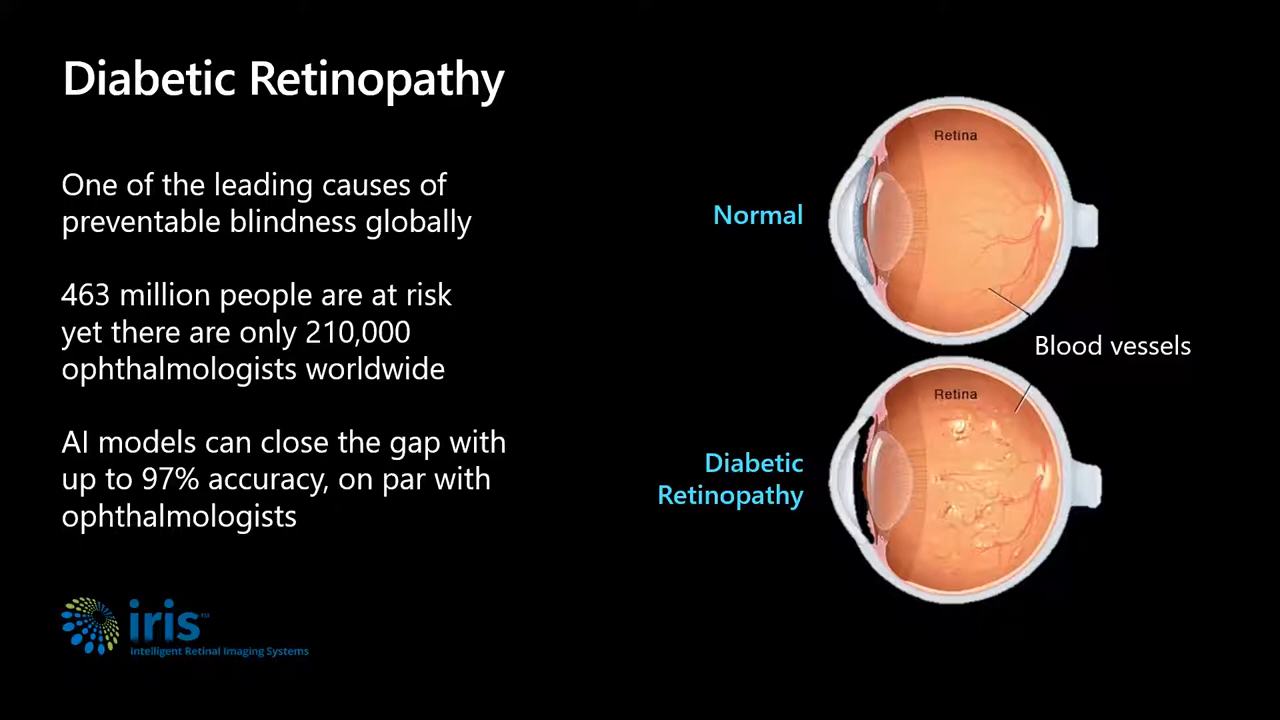 Diabetic Retinopathy
One of the leading causes of
preventable blindness globally
463 million people are at risk
yet there are only 210,000
ophthalmologists worldwide
AI models can close the gap with
up to 97% accuracy, on par with
ophthalmologists
iris™
Intelligent Retinal Imaging Systems
Retina
Normal
Blood vessels
Retina
Diabetic
Retinopathy